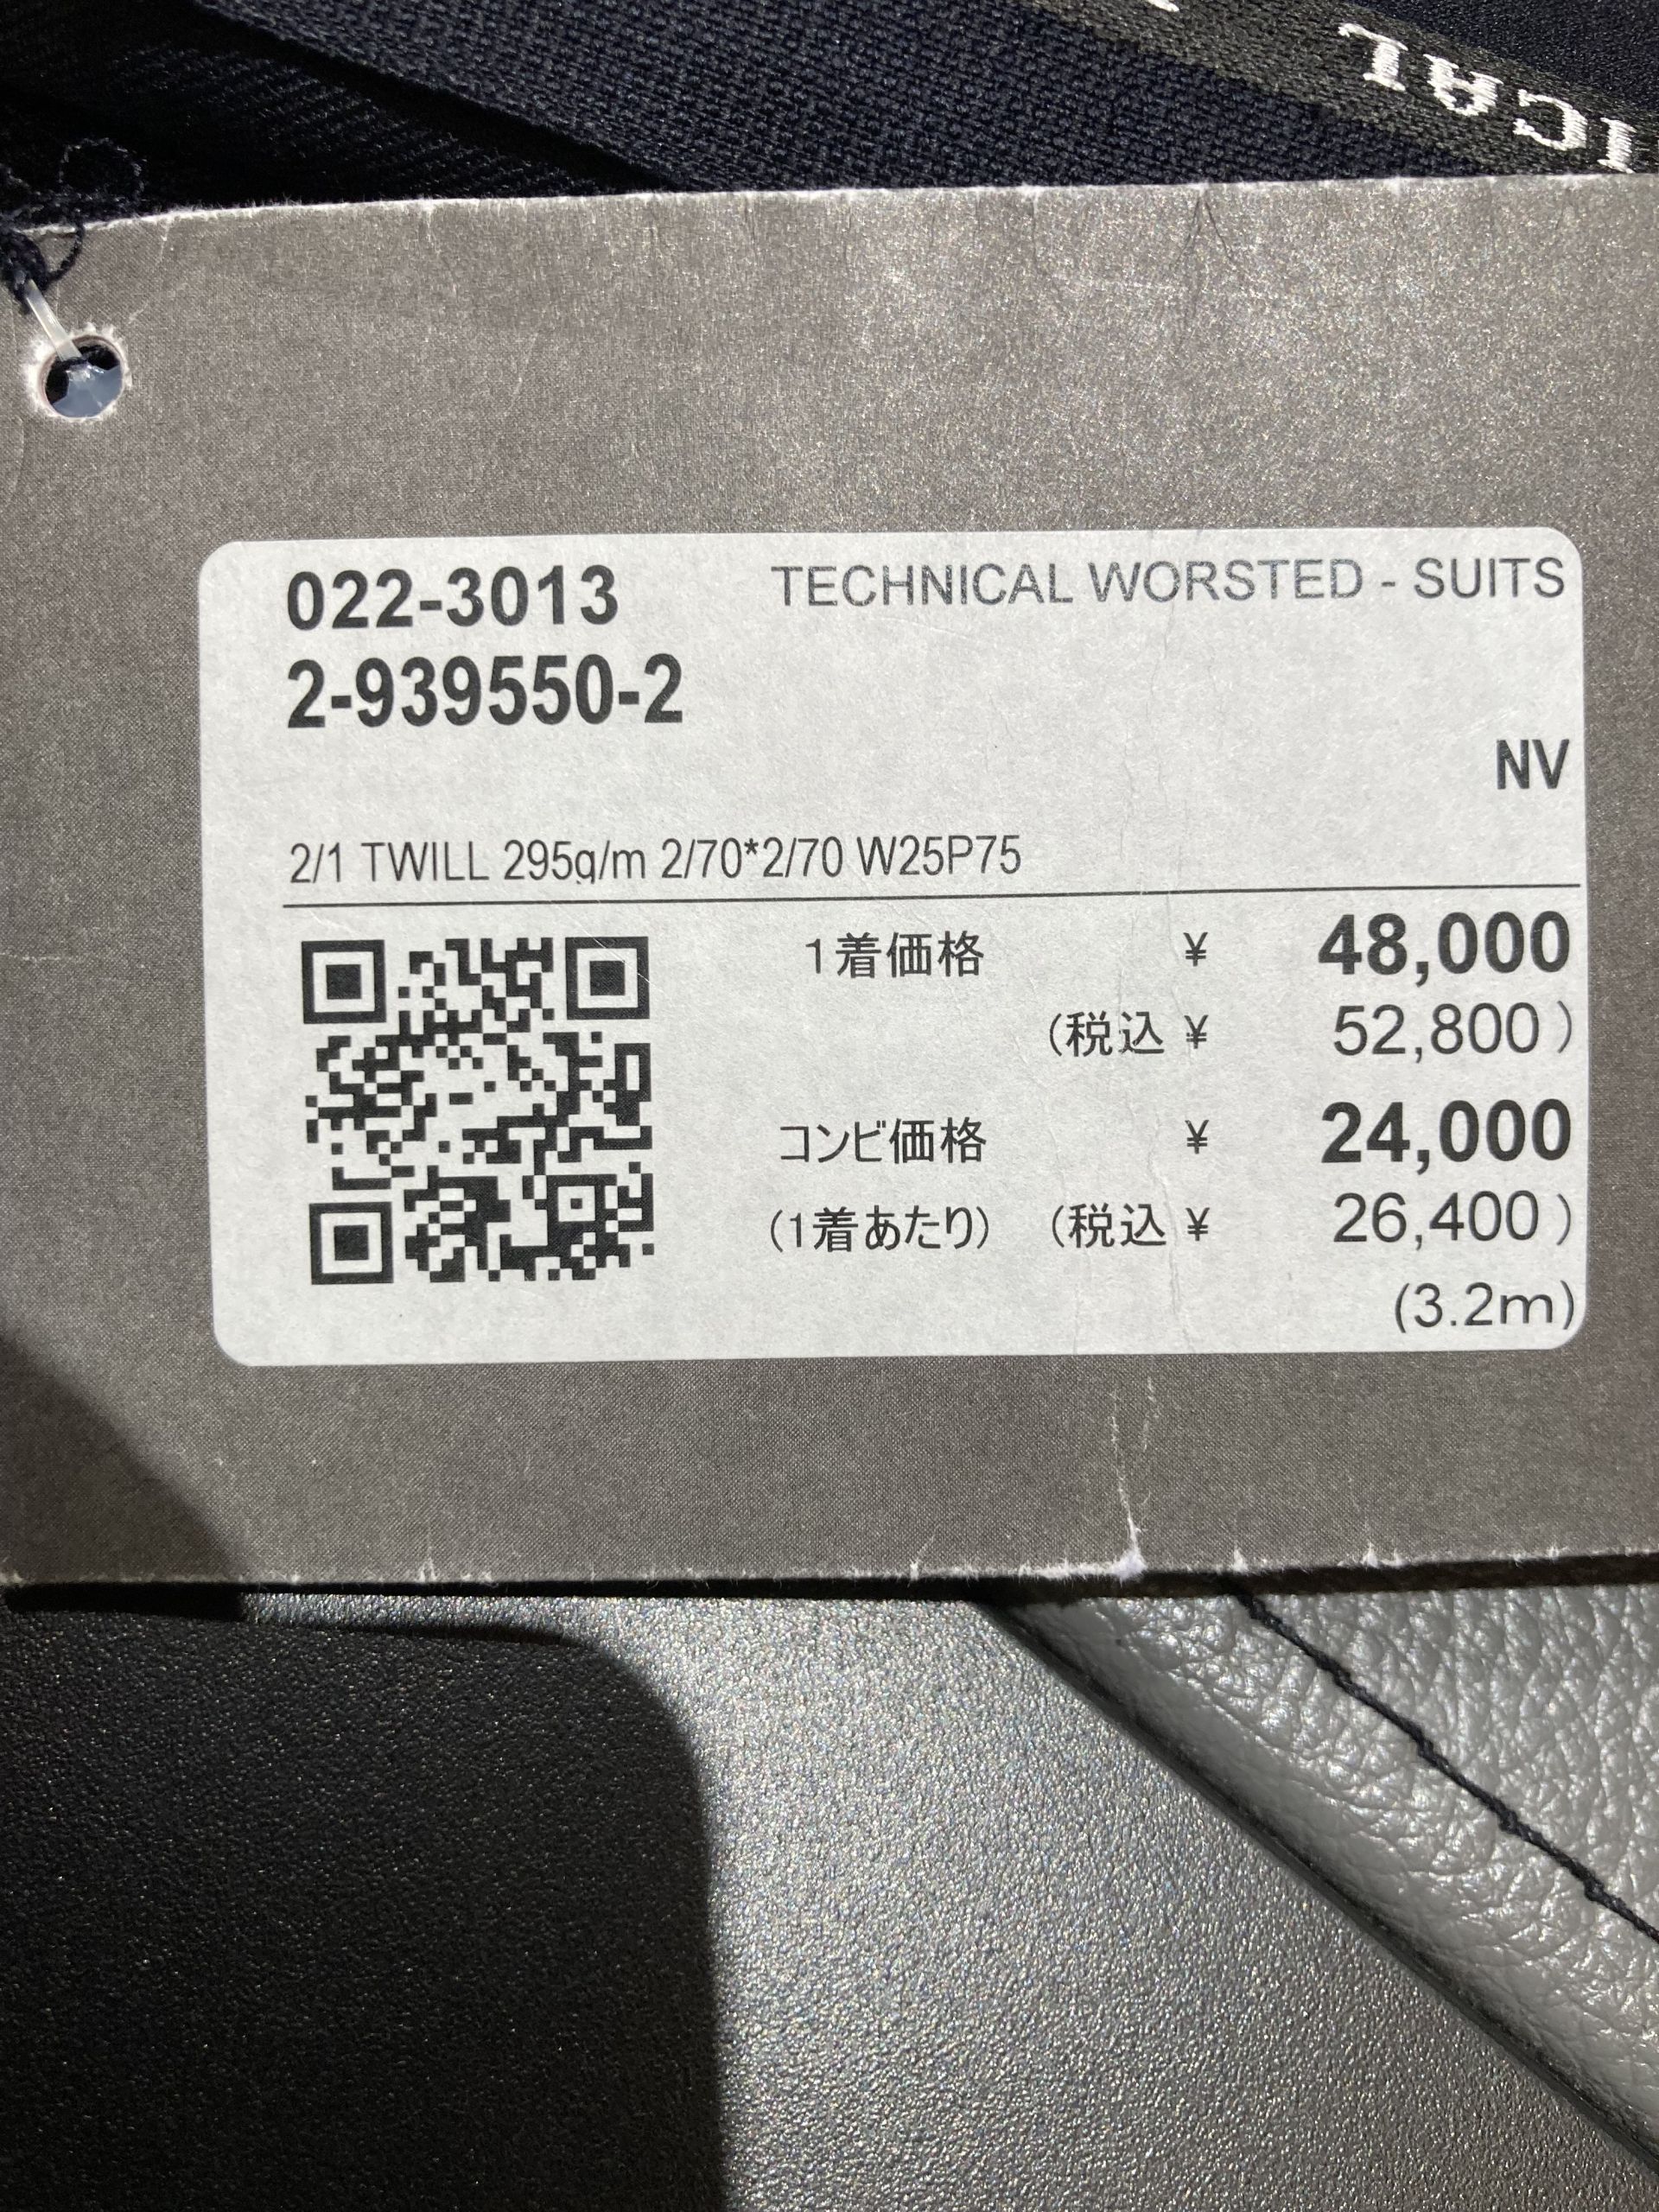 ICAL
022-3013 TECHNICAL WORSTED - SUITS
2-939550-2
NV
2/1 TWILL 295g/m 2/70*2/70 W25P75
1着価格 ¥ 48,000
(税込 ¥ 52,800)
コンビ価格 ¥ 24,000
(1着あたり) (税込 ¥ 26,400)
(3.2m)